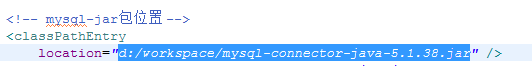 <!-- mysql-jar包位置 -->
<classPathEntry
location="d:/workspace/mysql-connector-java-5.1.38.jar" />